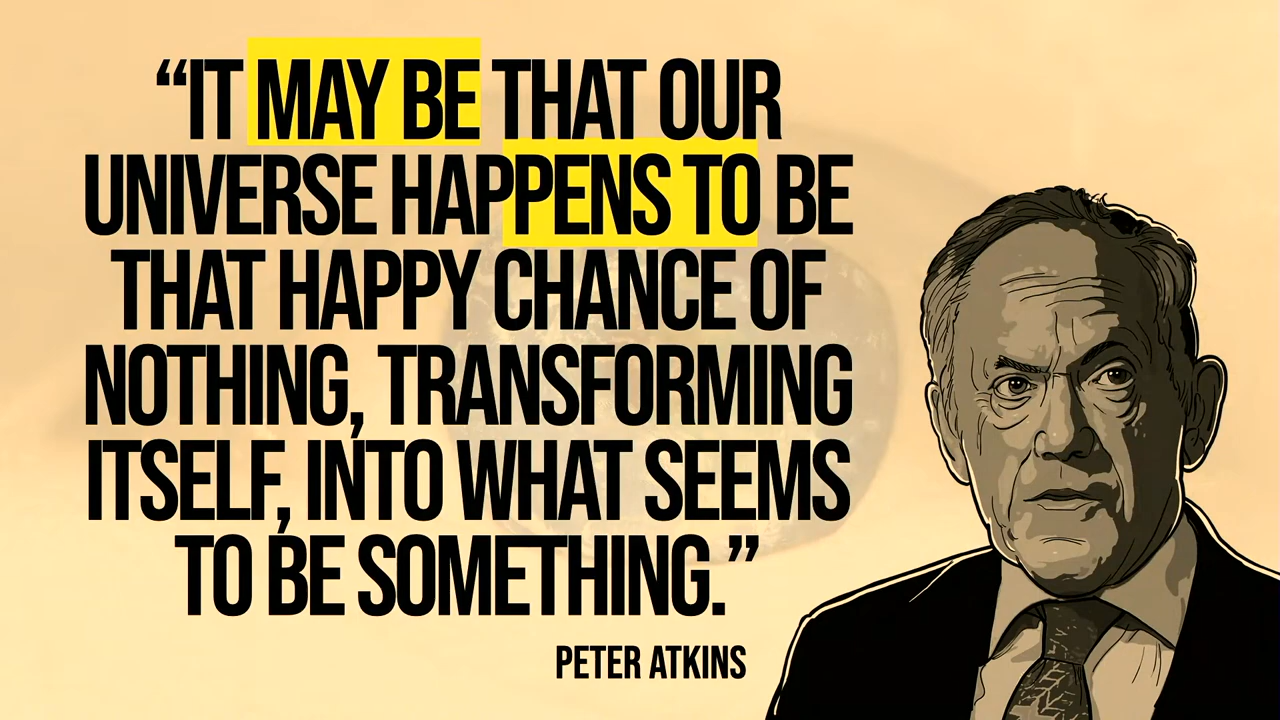 “IT MAY BE THAT OUR
UNIVERSE HAPPENS TO BE
THAT HAPPY CHANCE OF
NOTHING, TRANSFORMING
ITSELF, INTO WHAT SEEMS
TO BE SOMETHING.”
PETER ATKINS